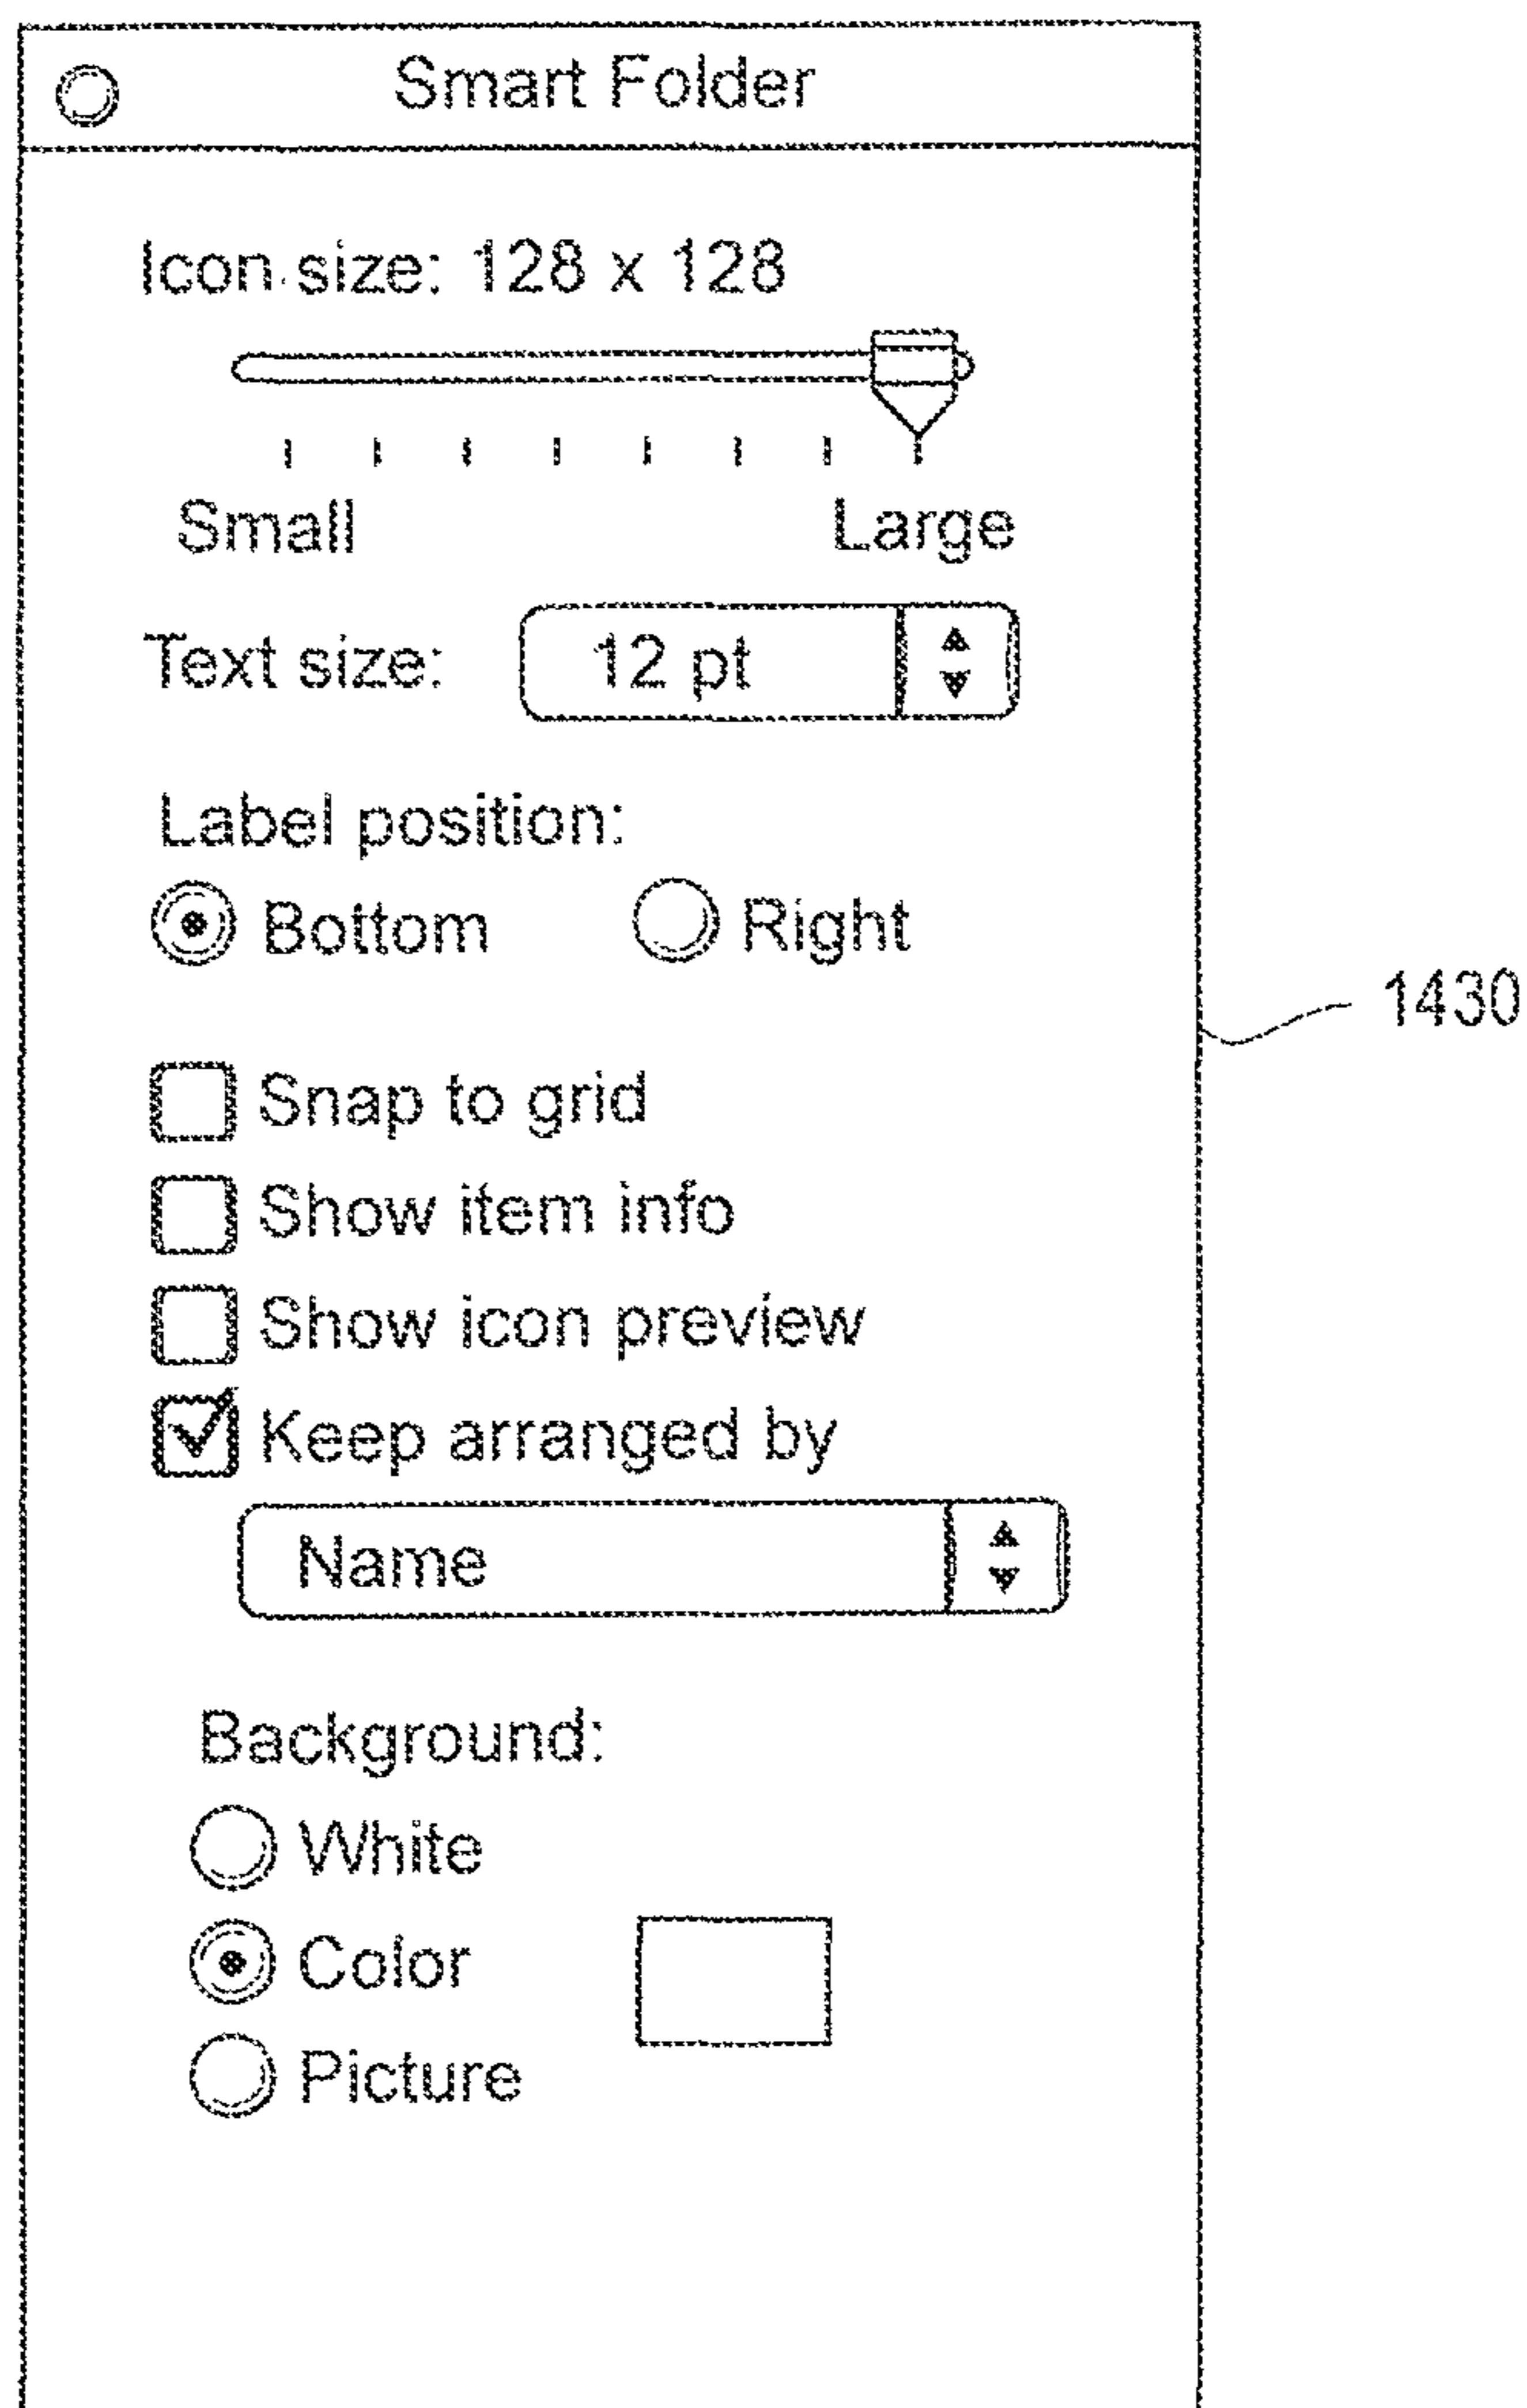 Smart Folder
Icon size: 128 x 128
Small Large
Text size: 12 pt
Label position:
Bottom Right
1430
Snap to grid
Show item info
Show icon preview
Keep arranged by
Name
Background:
White
Color
Picture